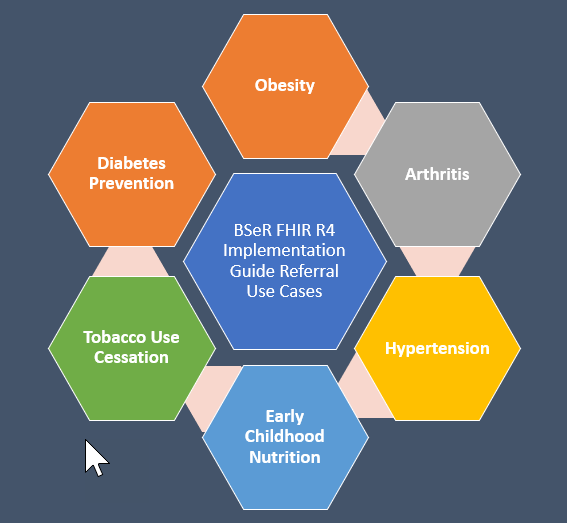 Obesity
Diabetes
Prevention
Arthritis
BSeR FHIR R4
Implementation
Guide Referral
Use Cases
Tobacco Use
Cessation
Hypertension
Early
Childhood
Nutrition